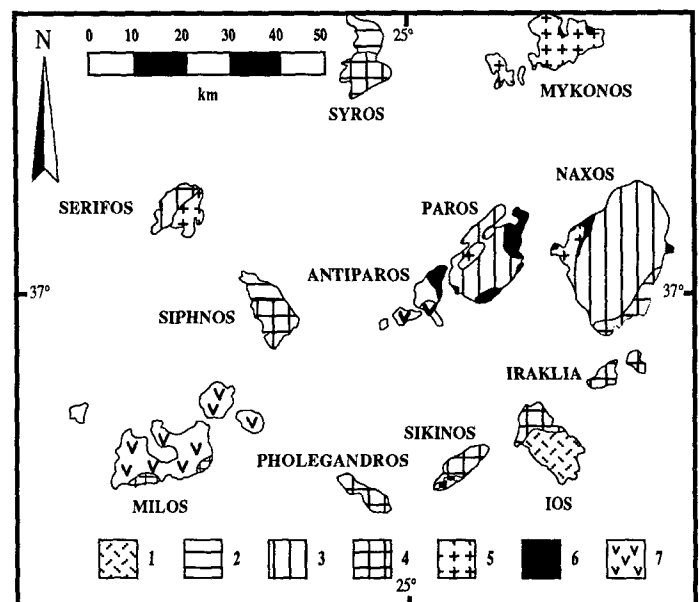 N
0 10 20 30 40 50
km
25°
SYROS
MYKONOS
NAXOS
SERIFOS
PAROS
ANTIPAROS
37°
37°
SIPHNOS
IRAKLIA
SIKINOS
PHOLEGANDROS
MILOS
IOS
1 2 3 4 5 6 7
25°